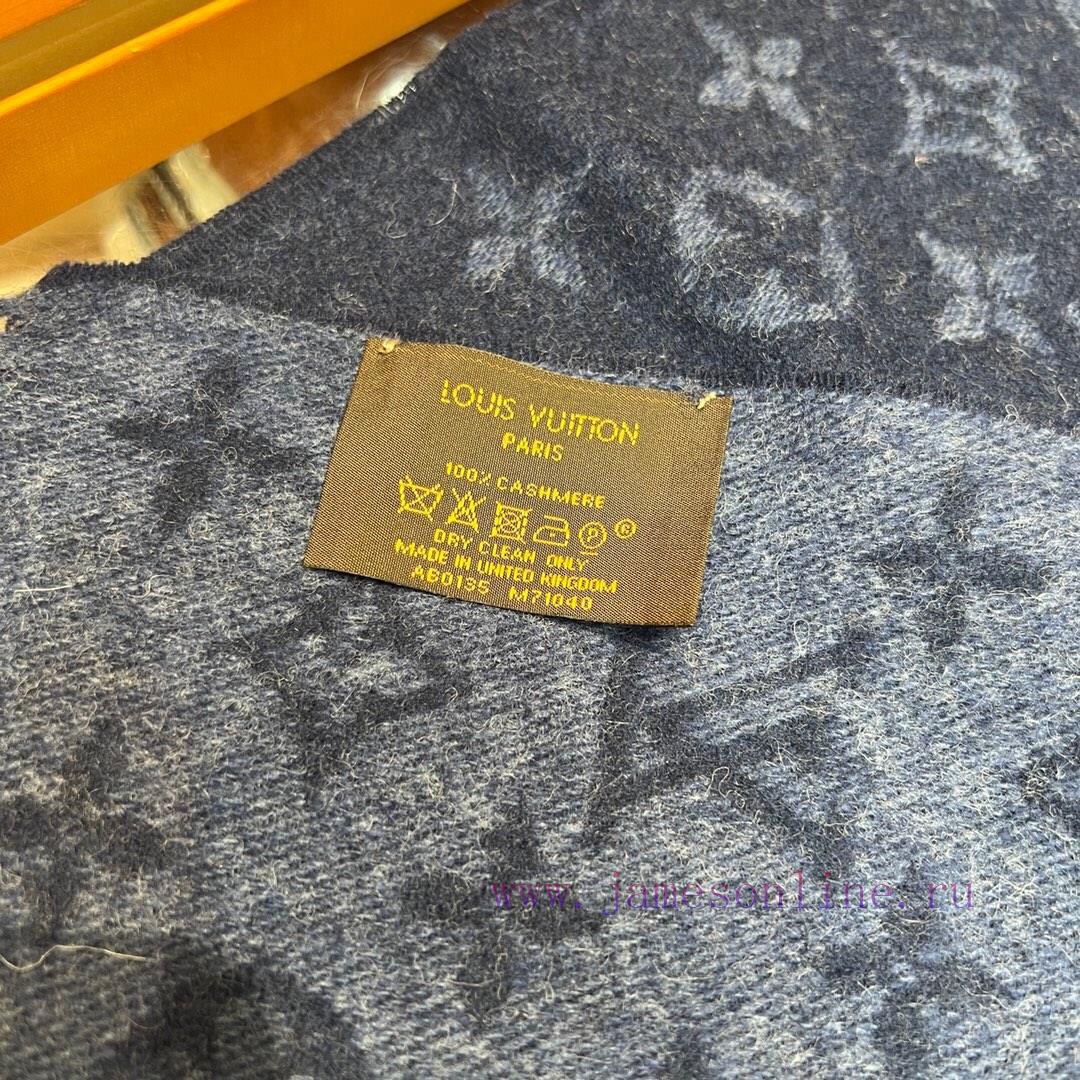 LOUIS VUITTON
PARIS
100% CASHMERE
P ®
DRY CLEAN ONLY
MADE IN UNITED KINGDOM
AB0135 M71040
www.jamesonline.ru